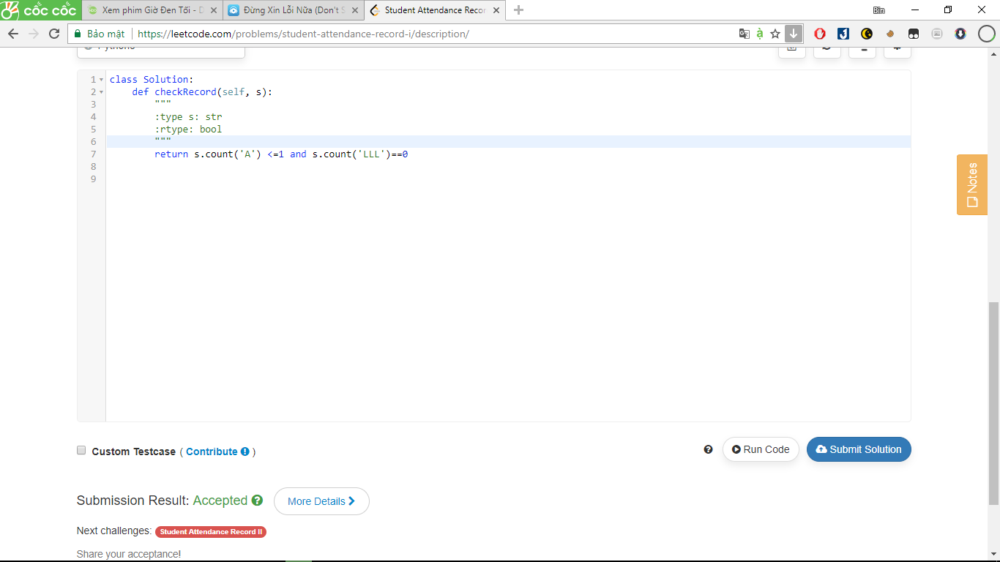 cốc cốc
Xem phim Giờ Đen Tối - D
Đừng Xin Lỗi Nữa (Don't S
Student Attendance Recor
Bin
Bảo mật
https://leetcode.com/problems/student-attendance-record-i/description/
1 class Solution:
2 def checkRecord(self, s):
3 """
4 :type s: str
5 :rtype: bool
6 """
7 return s.count('A') <=1 and s.count('LLL')==0
8
9
Notes
Custom Testcase ( Contribute )
Run Code
Submit Solution
Submission Result: Accepted
More Details
Next challenges: Student Attendance Record II
Share your acceptance!